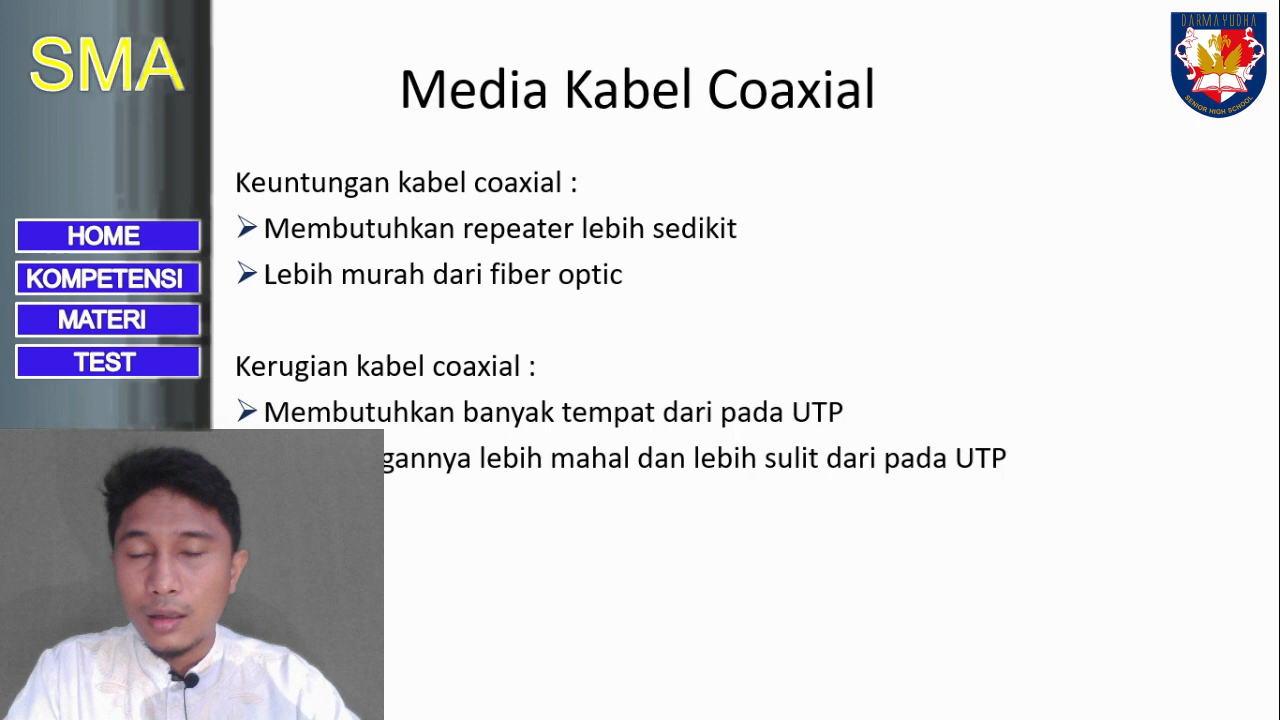 SMA
DARMA YUDHA
SENIOR HIGH SCHOOL
Media Kabel Coaxial
HOME
KOMPETENSI
MATERI
TEST
Keuntungan kabel coaxial :
Membutuhkan repeater lebih sedikit
Lebih murah dari fiber optic
Kerugian kabel coaxial :
Membutuhkan banyak tempat dari pada UTP
lebih mahal dan lebih sulit dari pada UTP